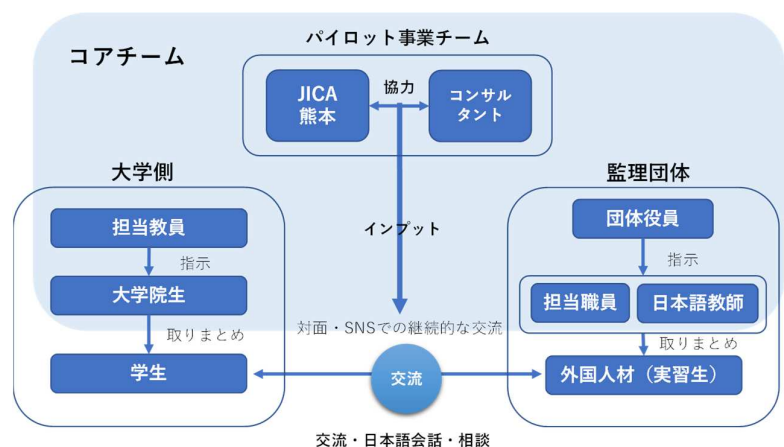 パイロット事業チーム
コアチーム
JICA
熊本
協力
コンサル
タント
大学側
担当教員
指示
大学院生
取りまとめ
学生
インプット
対面・SNSでの継続的な交流
交流
交流・日本語会話・相談
監理団体
団体役員
指示
担当職員
日本語教師
取りまとめ
外国人材（実習生）